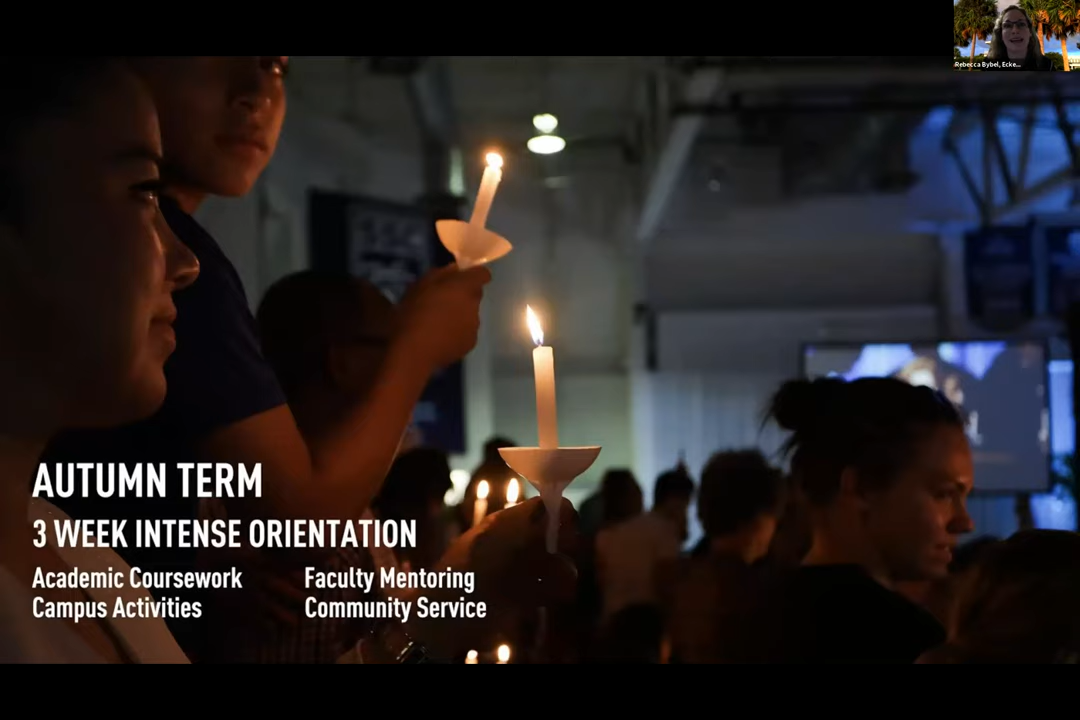 Rebecca Bybel, Ecke...
AUTUMN TERM
3 WEEK INTENSE ORIENTATION
Academic Coursework Faculty Mentoring
Campus Activities Community Service